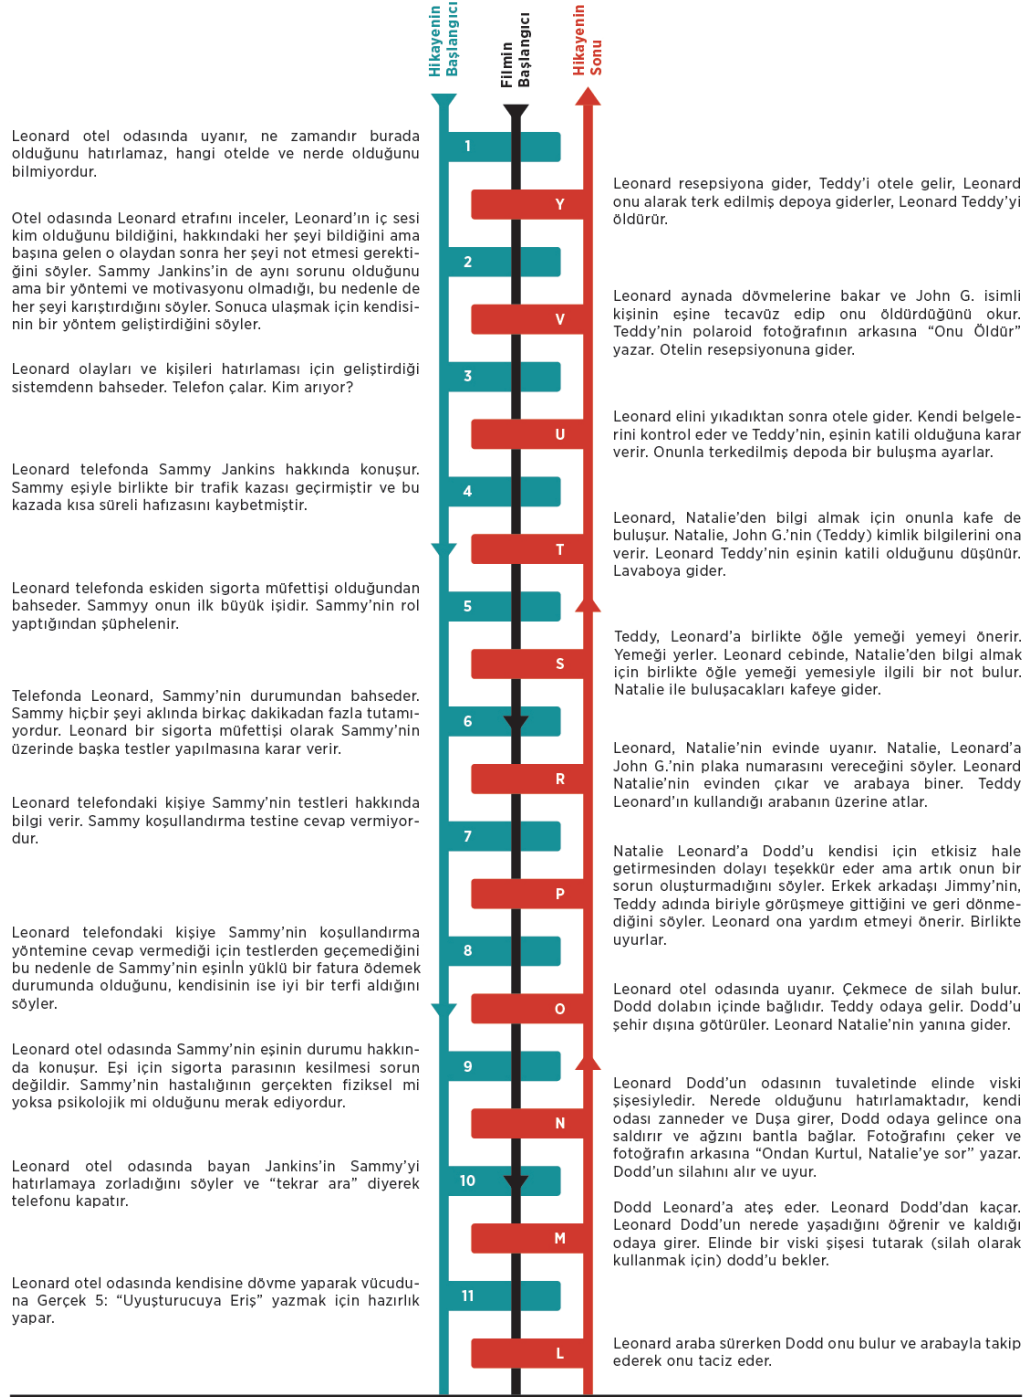 Hikayenin
Başlangıcı
Filmin
Başlangıcı
Hikayenin
Sonu
1
Leonard otel odasında uyanır, ne zamandır burada
olduğunu hatırlamaz, hangi otelde ve nerde olduğunu
bilmiyordur.
Y
Leonard resepsiyona gider, Teddy’i otele gelir, Leonard
onu alarak terk edilmiş depoya giderler, Leonard Teddy’yi
öldürür.
2
Otel odasında Leonard etrafını inceler, Leonard’ın iç sesi
kim olduğunu bildiğini, hakkındaki her şeyi bildiğini ama
başına gelen o olaydan sonra her şeyi not etmesi gerekti-
ğini söyler. Sammy Jankins’in de aynı sorunu olduğunu
ama bir yöntemi ve motivasyonu olmadığı, bu nedenle de
her şeyi karıştırdığını söyler. Sonuca ulaşmak için kendisi-
nin bir yöntem geliştirdiğini söyler.
V
Leonard aynada dövmelerine bakar ve John G. isimli
kişinin eşine tecavüz edip onu öldürdüğünü okur.
Teddy’nin polaroid fotoğrafının arkasına “Onu Öldür”
yazar. Otelin resepsiyonuna gider.
3
Leonard olayları ve kişileri hatırlaması için geliştirdiği
sistemdenn bahseder. Telefon çalar. Kim arıyor?
U
Leonard elini yıkadıktan sonra otele gider. Kendi belgele-
rini kontrol eder ve Teddy’nin, eşinin katili olduğuna karar
verir. Onunla terkedilmiş depoda bir buluşma ayarlar.
4
Leonard telefonda Sammy Jankins hakkında konuşur.
Sammy eşiyle birlikte bir trafik kazası geçirmiştir ve bu
kazada kısa süreli hafızasını kaybetmiştir.
T
Leonard, Natalie’den bilgi almak için onunla kafe de
buluşur. Natalie, John G.’nin (Teddy) kimlik bilgilerini ona
verir. Leonard Teddy’nin eşinin katili olduğunu düşünür.
Lavaboya gider.
5
Leonard telefonda eskiden sigorta müfettişi olduğundan
bahseder. Sammyy onun ilk büyük işidir. Sammy’nin rol
yaptığından şüphelenir.
S
Teddy, Leonard’a birlikte öğle yemeği yemeyi önerir.
Yemeği yerler. Leonard cebinde, Natalie’den bilgi almak
için birlikte öğle yemeği yemesiyle ilgili bir not bulur.
Natalie ile buluşacakları kafeye gider.
6
Telefonda Leonard, Sammy’nin durumundan bahseder.
Sammy hiçbir şeyi aklında birkaç dakikadan fazla tutamı-
yordur. Leonard bir sigorta müfettişi olarak Sammy’nin
üzerinde başka testler yapılmasına karar verir.
R
Leonard, Natalie’nin evinde uyanır. Natalie, Leonard’a
John G.’nin plaka numarasını vereceğini söyler. Leonard
Natalie’nin evinden çıkar ve arabaya biner. Teddy
Leonard’ın kullandığı arabanın üzerine atlar.
7
Leonard telefondaki kişiye Sammy’nin testleri hakkında
bilgi verir. Sammy koşullandırma testine cevap vermiyor-
dur.
P
Natalie Leonard’a Dodd’u kendisi için etkisiz hale
getirmesinden dolayı teşekkür eder ama artık onun bir
sorun oluşturmadığını söyler. Erkek arkadaşı Jimmy’nin,
Teddy adında biriyle görüşmeye gittiğini ve geri dönme-
diğini söyler. Leonard ona yardım etmeyi önerir. Birlikte
uyurlar.
8
Leonard telefondaki kişiye Sammy’nin koşullandırma
yöntemine cevap vermediği için testlerden geçemediğini
bu nedenle de Sammy’nin eşinİn yüklü bir fatura ödemek
durumunda olduğunu, kendisinin ise iyi bir terfi aldığını
söyler.
O
Leonard otel odasında uyanır. Çekmece de silah bulur.
Dodd dolabın içinde bağlıdır. Teddy odaya gelir. Dodd’u
şehir dışına götürüler. Leonard Natalie’nin yanına gider.
9
Leonard otel odasında Sammy’nin eşinin durumu hakkın-
da konuşur. Eşi için sigorta parasının kesilmesi sorun
değildir. Sammy’nin hastalığının gerçekten fiziksel mi
yoksa psikolojik mi olduğunu merak ediyordur.
N
Leonard Dodd’un odasının tuvaletinde elinde viski
şişesiyledir. Nerede olduğunu hatırlamaktadır, kendi
odası zanneder ve Duşa girer, Dodd odaya gelince ona
saldırır ve ağzını bantla bağlar. Fotoğrafını çeker ve
fotoğrafın arkasına “Ondan Kurtul, Natalie’ye sor” yazar.
Dodd’un silahını alır ve uyur.
10
Leonard otel odasında bayan Jankins’in Sammy’yi
hatırlamaya zorladığını söyler ve “tekrar ara” diyerek
telefonu kapatır.
M
Dodd Leonard’a ateş eder. Leonard Dodd’dan kaçar.
Leonard Dodd’un nerede yaşadığını öğrenir ve kaldığı
odaya girer. Elinde bir viski şişesi tutarak (silah olarak
kullanmak için) dodd’u bekler.
11
Leonard otel odasında kendisine dövme yaparak vücudu-
na Gerçek 5: “Uyuşturucuya Eriş” yazmak için hazırlık
yapar.
L
Leonard araba sürerken Dodd onu bulur ve arabayla takip
ederek onu taciz eder.